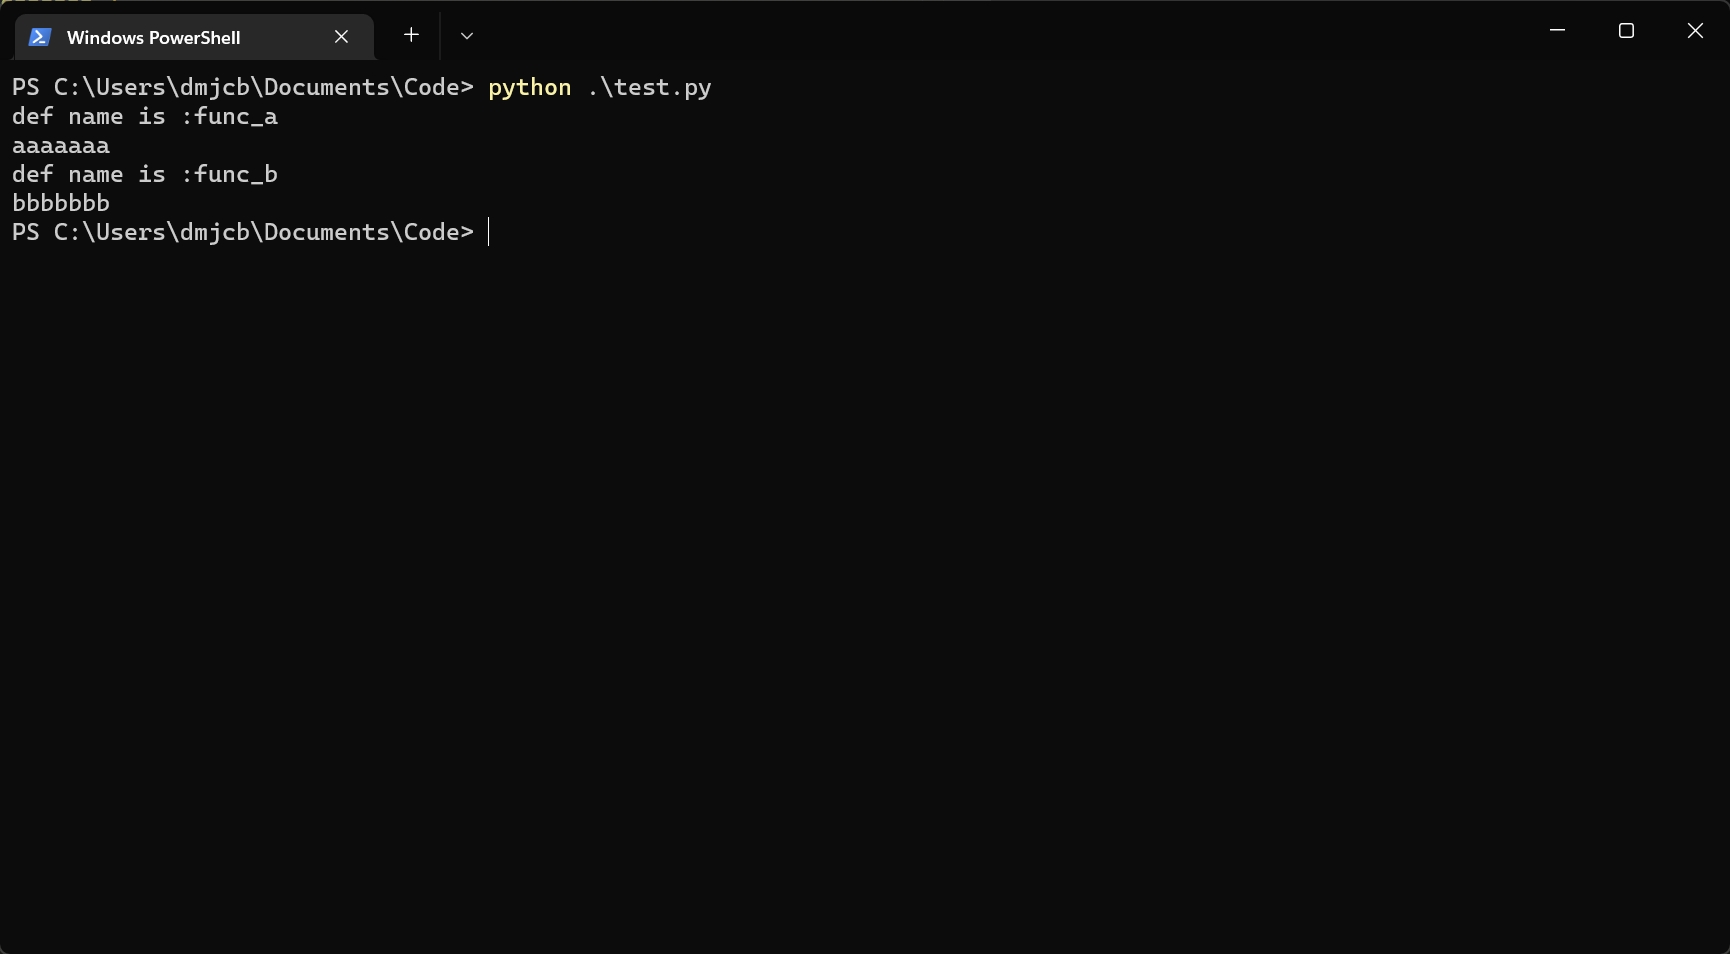 Windows PowerShell
PS C:\Users\dmjcb\Documents\Code> python .\test.py
def name is :func_a
aaaaaaa
def name is :func_b
bbbbbbb
PS C:\Users\dmjcb\Documents\Code>